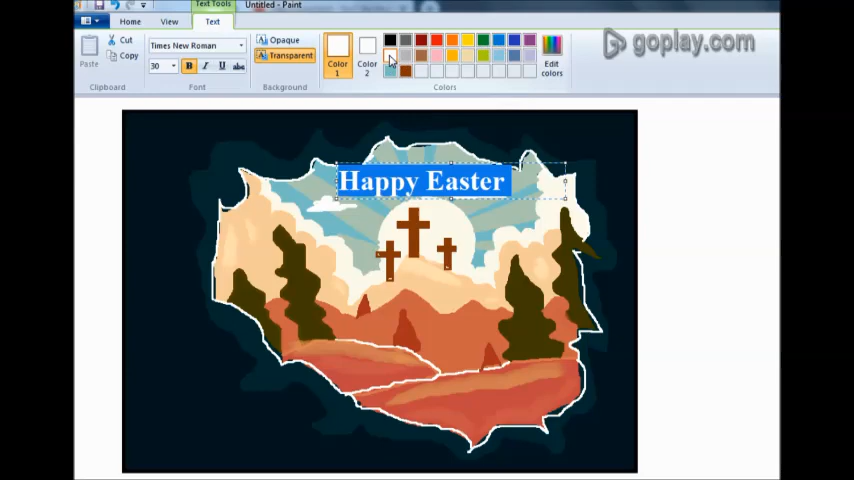 Text Tools
Untitled - Paint
Home View Text
Paste
Cut
Copy
Clipboard
Times New Roman
30 B I U abc
Font
Opaque
Transparent
Background
Color 1
Color 2
Edit colors
Colors
goplay.com
Happy Easter